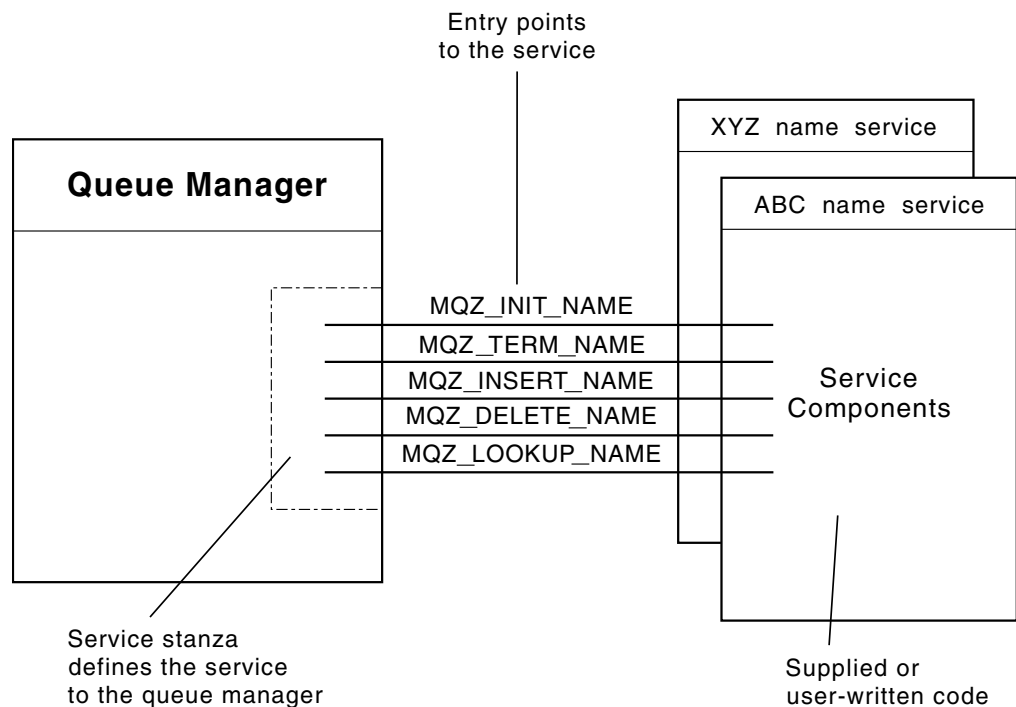 Entry points
to the service
XYZ name service
Queue Manager
ABC name service
MQZ_INIT_NAME
MQZ_TERM_NAME
MQZ_INSERT_NAME
MQZ_DELETE_NAME
MQZ_LOOKUP_NAME
Service
Components
Service stanza
defines the service
to the queue manager
Supplied or
user-written code